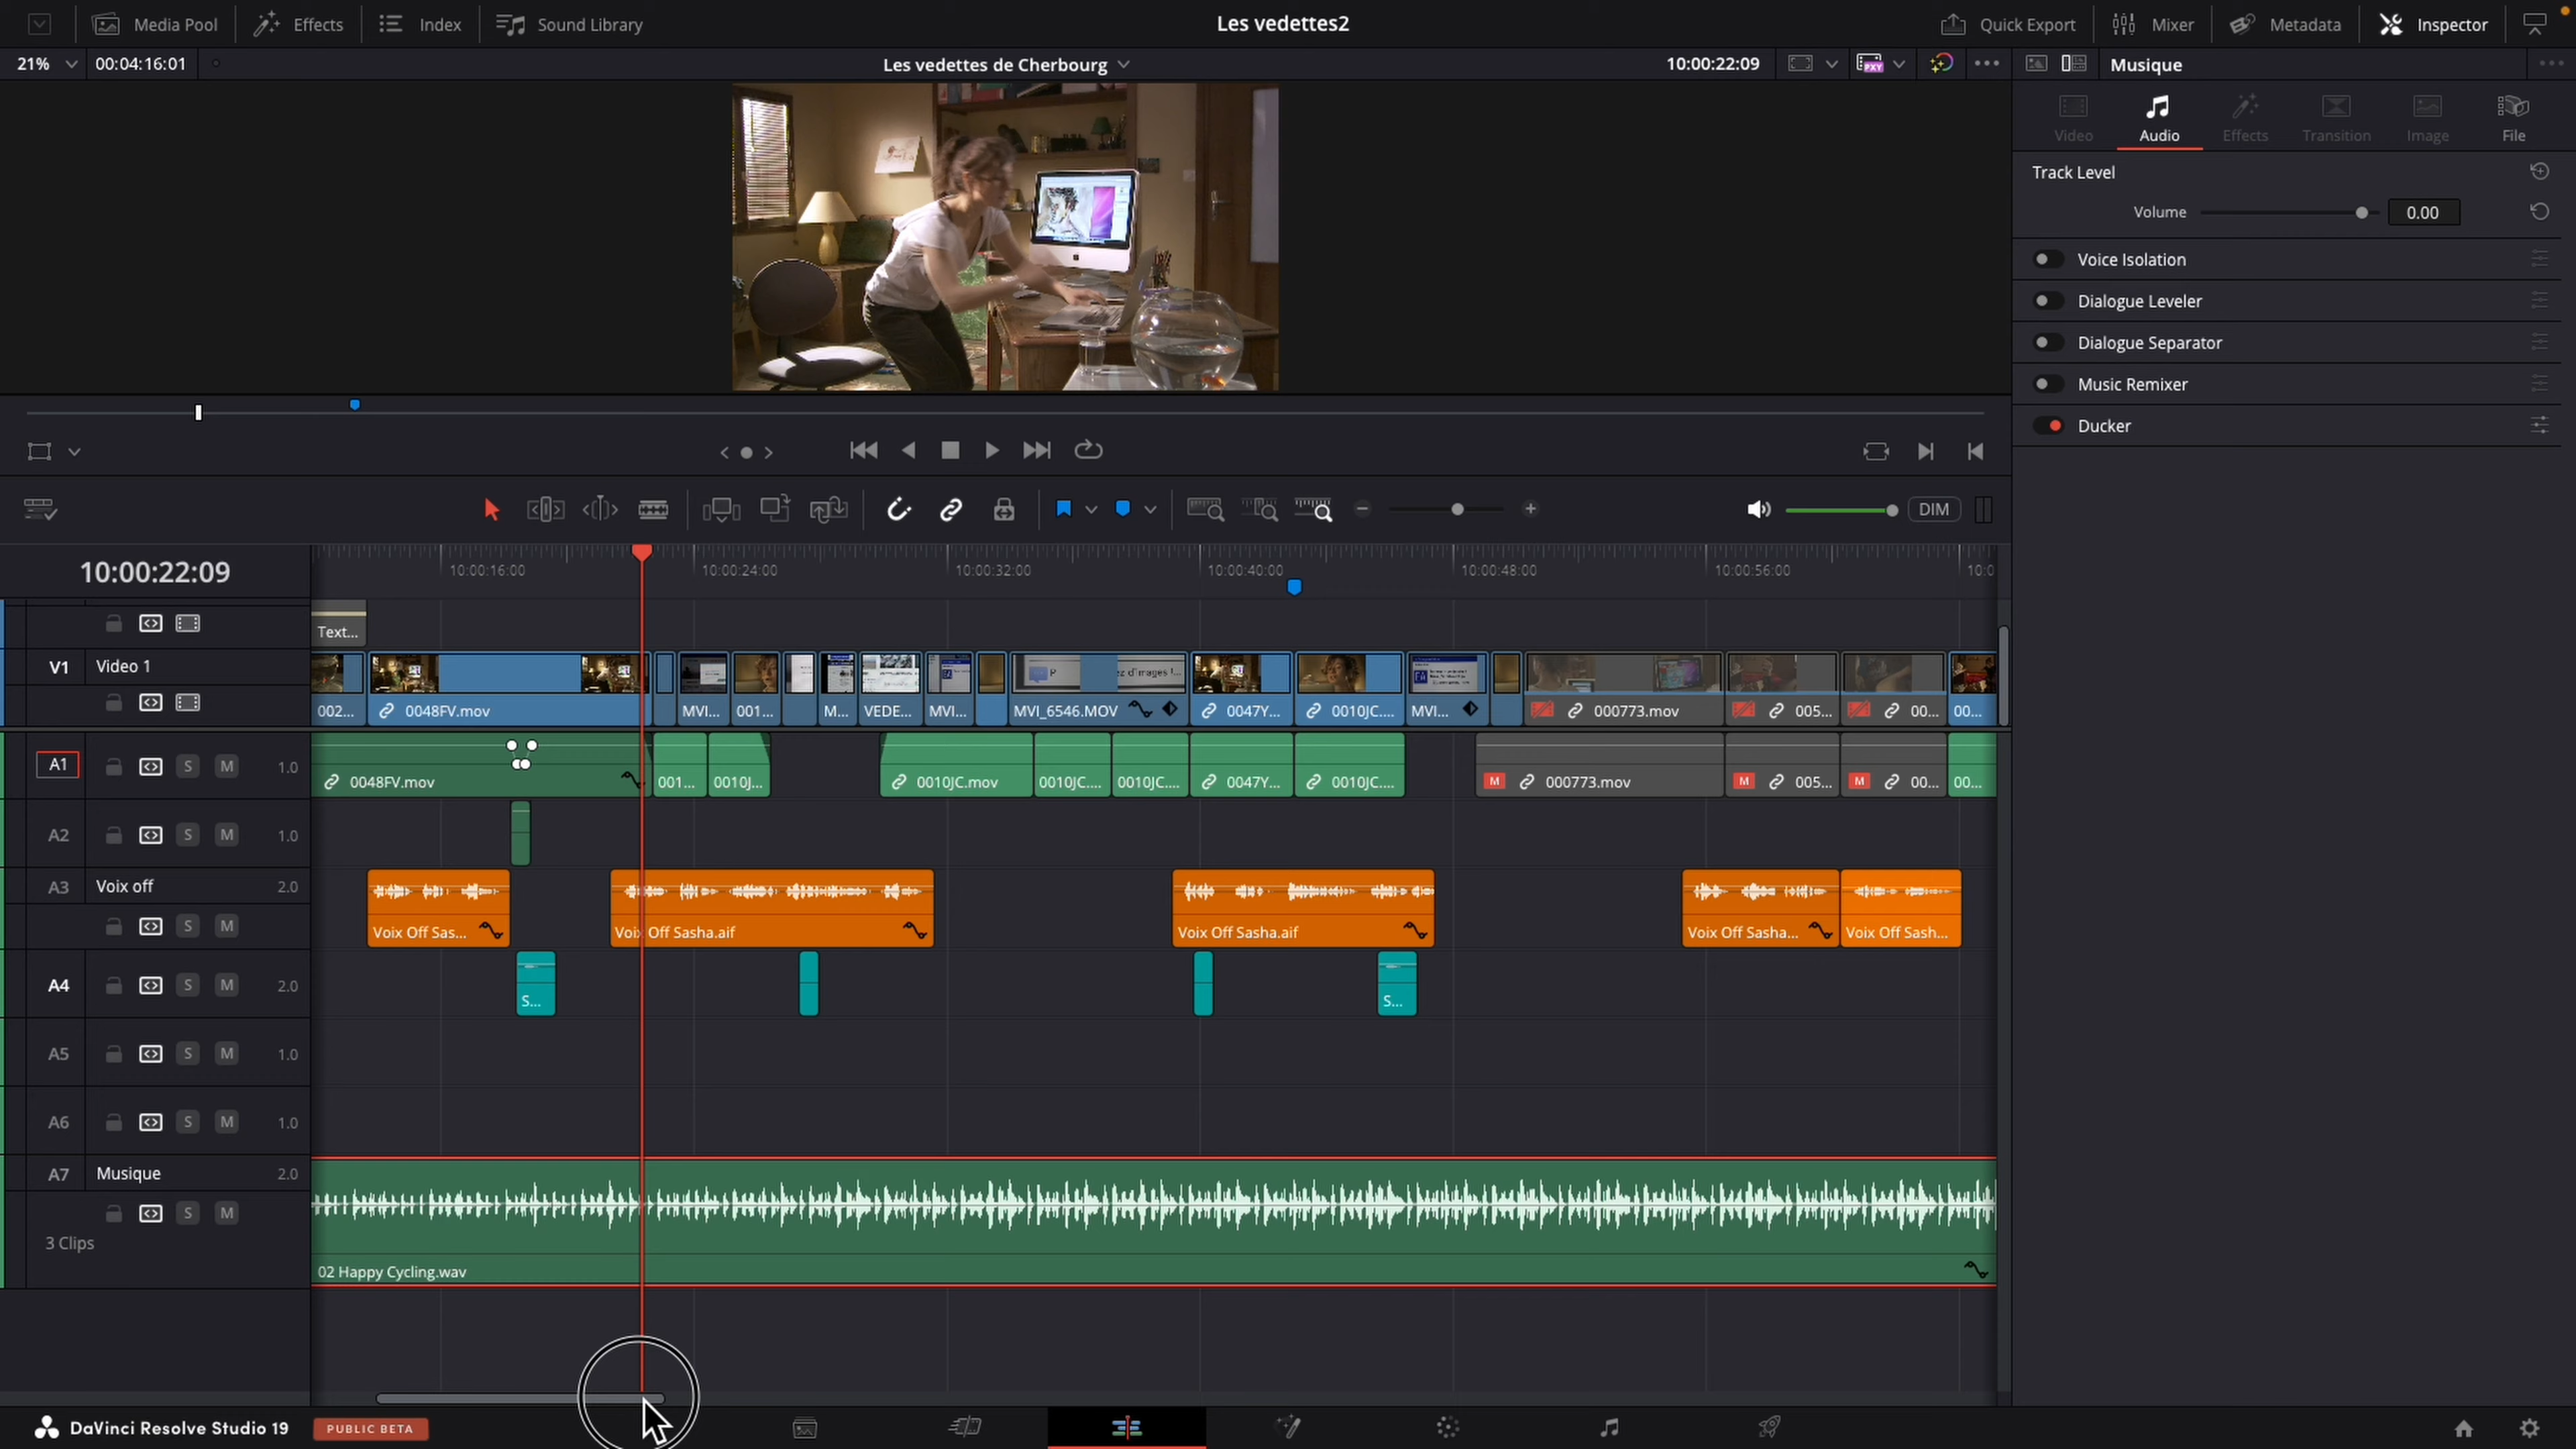 Media Pool Effects Index Sound Library Les vedettes2 Quick Export Mixer Metadata Inspector
21% 00:04:16:01 Les vedettes de Cherbourg 10:00:22:09 PXY Musique
Video Audio Effects Transition Image File
Track Level
Volume 0.00
Voice Isolation
Dialogue Leveler
Dialogue Separator
Music Remixer
Ducker
DIM
10:00:22:09
10:00:16:00 10:00:24:00 10:00:32:00 10:00:40:00 10:00:48:00 10:00:56:00 10:0
Text...
V1 Video 1
002... 0048FV.mov MVI... 001... M... VEDE... MVI... MVI_6546.MOV 0047Y... 0010JC.... MVI... 000773.mov 005... 00... 00...
A1 S M 1.0
0048FV.mov 001... 0010J... 0010JC.mov 0010JC.... 0010JC... 0047Y... 0010JC.... M 000773.mov M 005... M 00... 00...
A2 S M 1.0
A3 Voix off 2.0
S M
Voix Off Sas... Voix Off Sasha.aif Voix Off Sasha.aif Voix Off Sasha... Voix Off Sash...
A4 S M 2.0
S... S...
A5 S M 1.0
A6 S M 1.0
A7 Musique 2.0
S M
3 Clips
02 Happy Cycling.wav
DaVinci Resolve Studio 19 PUBLIC BETA